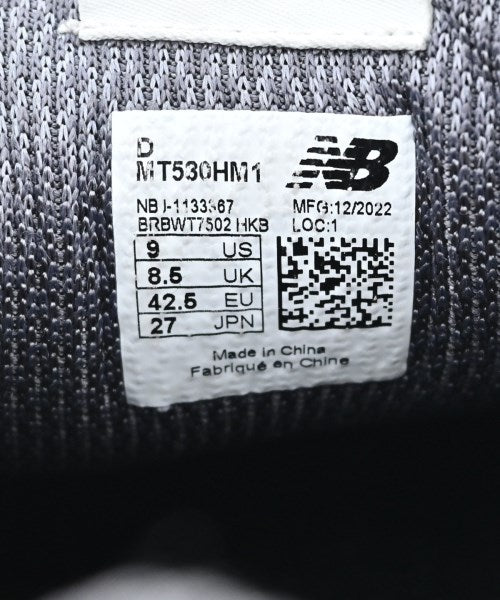 D
MT530HM1
NB
NB I-1133367
BRBWT7502 HKB
MFG:12/2022
LOC:1
9 US
8.5 UK
42.5 EU
27 JPN
Made in China
Fabriqué en Chine